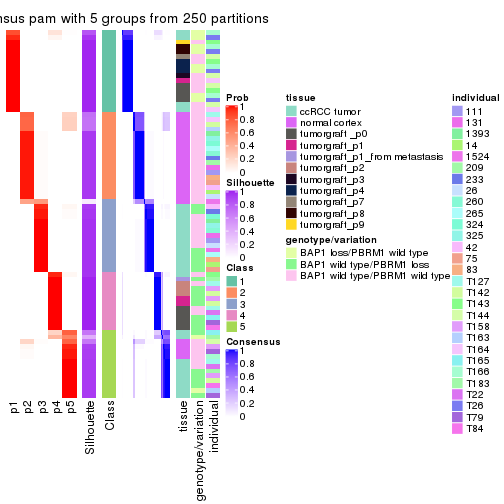 nsus pam with 5 groups from 250 partitions
Prob
1
0.8
0.6
0.4
0.2
0
Silhouette
1
0.8
0.6
0.4
0.2
0
Class
1
2
3
4
5
Consensus
1
0.8
0.6
0.4
0.2
0
tissue
ccRCC tumor
normal cortex
tumorgraft _p0
tumorgraft_p1
tumorgraft_p1_from metastasis
tumorgraft_p2
tumorgraft_p3
tumorgraft_p4
tumorgraft_p7
tumorgraft_p8
tumorgraft_p9
genotype/variation
BAP1 loss/PBRM1 wild type
BAP1 wild type/PBRM1 loss
BAP1 wild type/PBRM1 wild type
individual
111
131
1393
14
1524
209
233
26
260
265
324
325
42
75
83
T127
T142
T143
T144
T158
T163
T164
T165
T166
T183
T22
T26
T79
T84
p1
p2
p3
p4
p5
Silhouette
Class
tissue
genotype/variation
individual